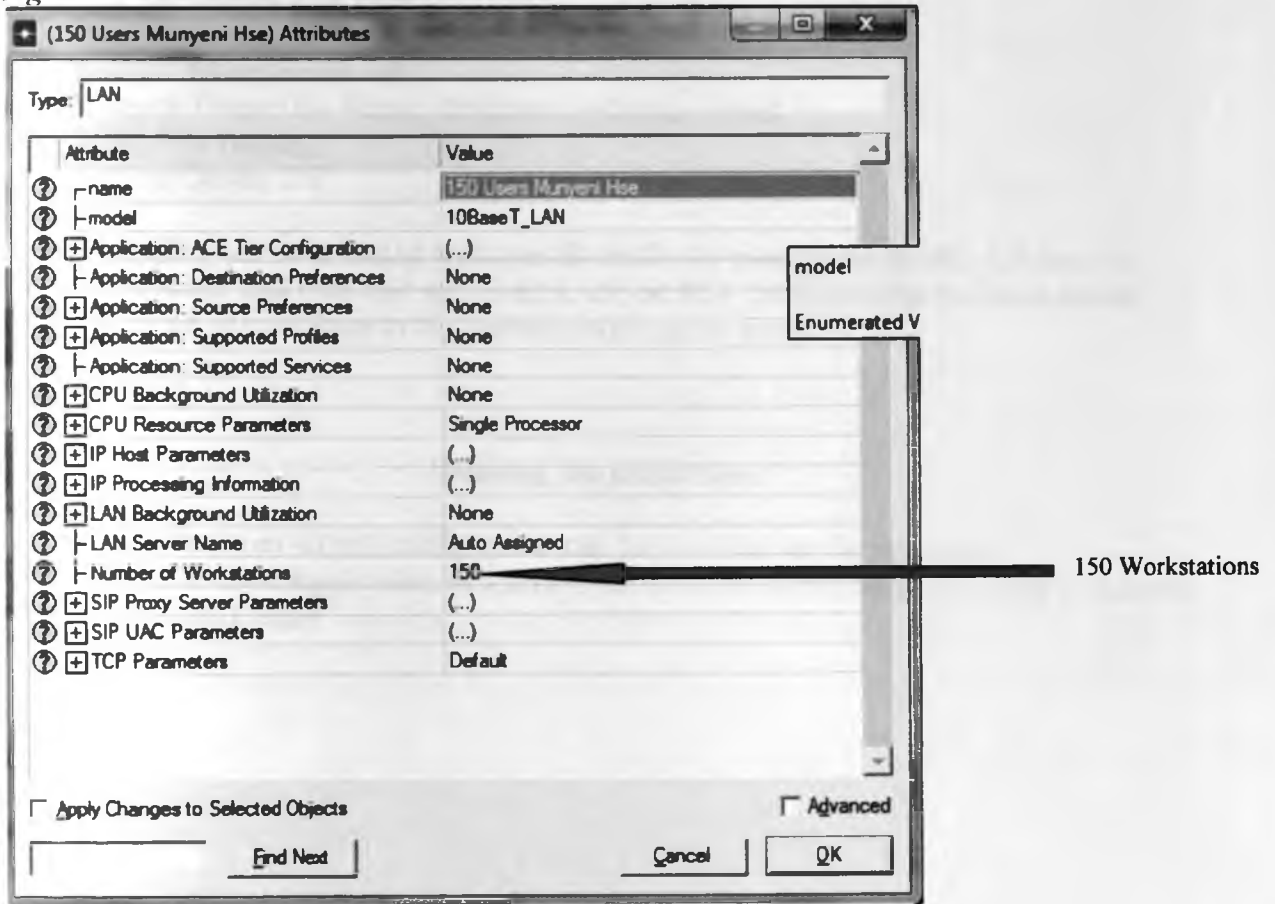 (150 Users Munyeni Hse) Attributes
Type: LAN
Attribute Value
name 150 Users Munyeni Hse
model 10BaseT_LAN
Application: ACE Tier Configuration (...)
Application: Destination Preferences None
Application: Source Preferences None
Application: Supported Profiles None
Application: Supported Services None
CPU Background Utilization None
CPU Resource Parameters Single Processor
IP Host Parameters (...)
IP Processing Information (...)
LAN Background Utilization None
LAN Server Name Auto Assigned
Number of Workstations 150
SIP Proxy Server Parameters (...)
SIP UAC Parameters (...)
TCP Parameters Default
model
Enumerated V
150 Workstations
Apply Changes to Selected Objects
Advanced
Find Next
Cancel
OK